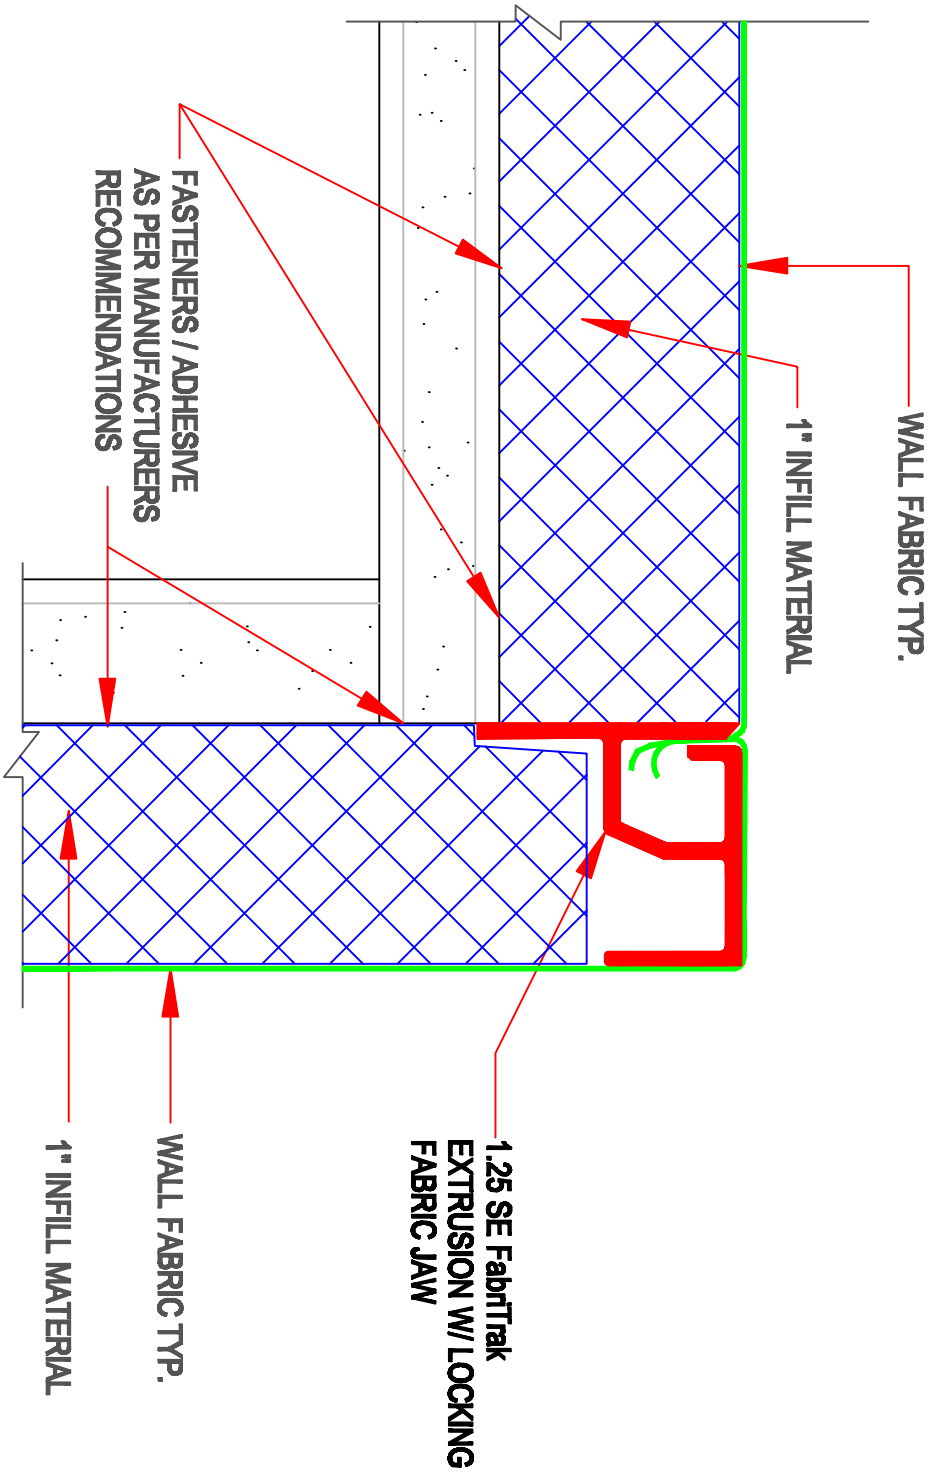 WALL FABRIC TYP.
1" INFILL MATERIAL
FASTENERS / ADHESIVE
AS PER MANUFACTURERS
RECOMMENDATIONS
1.25 SE FabriTrak
EXTRUSION W/ LOCKING
FABRIC JAW
WALL FABRIC TYP.
1" INFILL MATERIAL